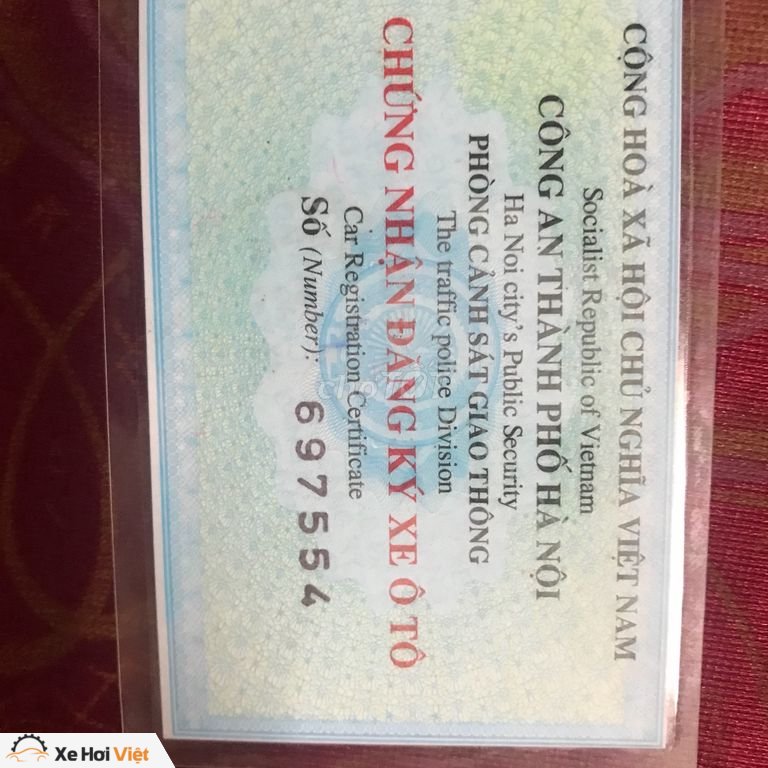 CỘNG HOÀ XÃ HỘI CHỦ NGHĨA VIỆT NAM
Socialist Republic of Vietnam
CÔNG AN THÀNH PHỐ HÀ NỘI
Ha Noi city's Public Security
PHÒNG CẢNH SÁT GIAO THÔNG
The traffic police Division
CHỨNG NHẬN ĐĂNG KÝ XE Ô TÔ
Car Registration Certificate
Số (Number): 697554
chợTỐT
Xe Hơi Việt